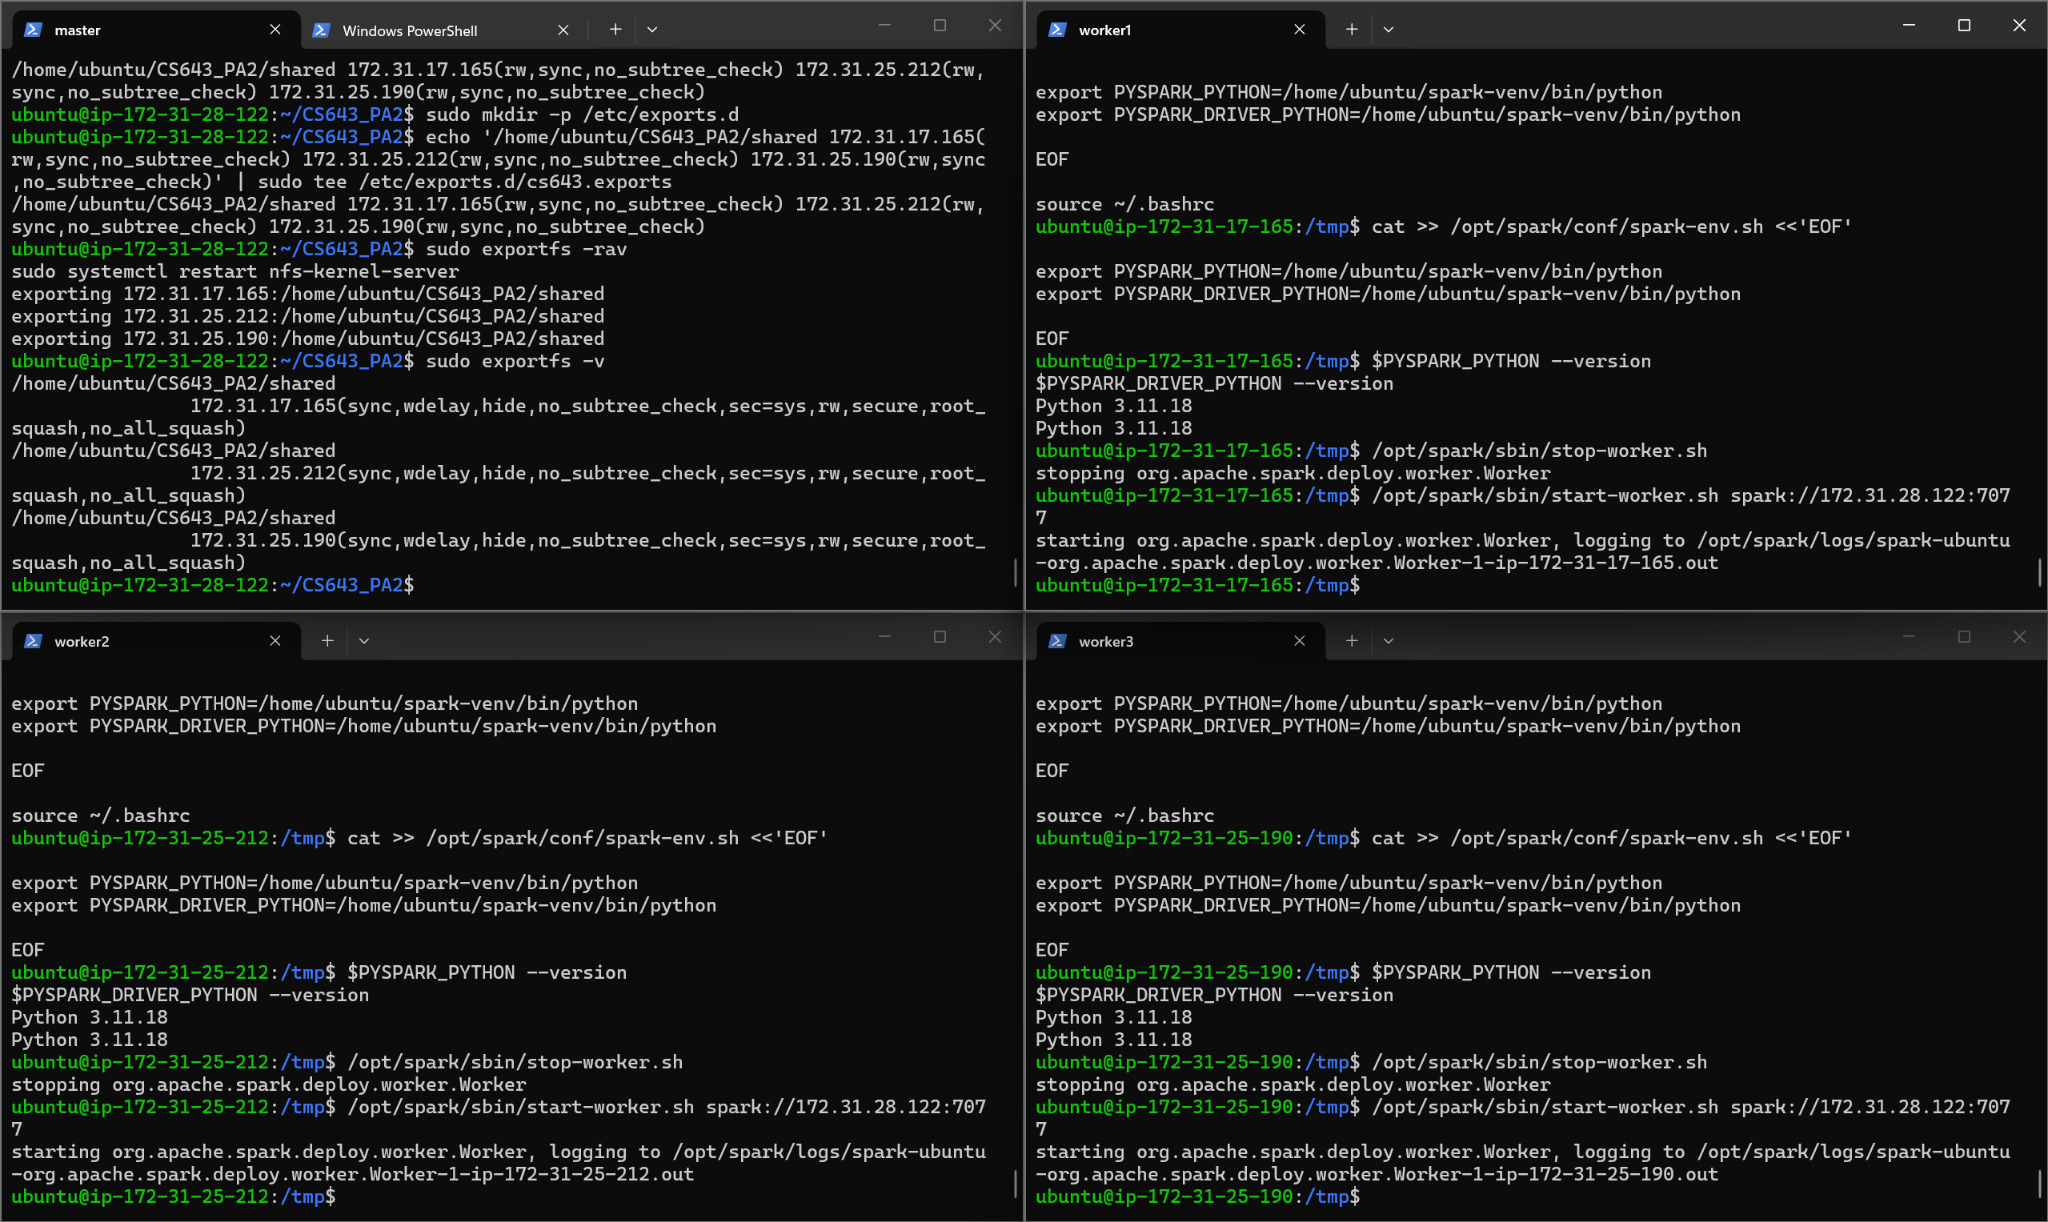 master
Windows PowerShell
/home/ubuntu/CS643_PA2/shared 172.31.17.165(rw,sync,no_subtree_check) 172.31.25.212(rw,
sync,no_subtree_check) 172.31.25.190(rw,sync,no_subtree_check)
ubuntu@ip-172-31-28-122:~/CS643_PA2$ sudo mkdir -p /etc/exports.d
ubuntu@ip-172-31-28-122:~/CS643_PA2$ echo '/home/ubuntu/CS643_PA2/shared 172.31.17.165(
rw,sync,no_subtree_check) 172.31.25.212(rw,sync,no_subtree_check) 172.31.25.190(rw,sync
,no_subtree_check)' | sudo tee /etc/exports.d/cs643.exports
/home/ubuntu/CS643_PA2/shared 172.31.17.165(rw,sync,no_subtree_check) 172.31.25.212(rw,
sync,no_subtree_check) 172.31.25.190(rw,sync,no_subtree_check)
ubuntu@ip-172-31-28-122:~/CS643_PA2$ sudo exportfs -rav
sudo systemctl restart nfs-kernel-server
exporting 172.31.17.165:/home/ubuntu/CS643_PA2/shared
exporting 172.31.25.212:/home/ubuntu/CS643_PA2/shared
exporting 172.31.25.190:/home/ubuntu/CS643_PA2/shared
ubuntu@ip-172-31-28-122:~/CS643_PA2$ sudo exportfs -v
/home/ubuntu/CS643_PA2/shared
172.31.17.165(sync,wdelay,hide,no_subtree_check,sec=sys,rw,secure,root_
squash,no_all_squash)
/home/ubuntu/CS643_PA2/shared
172.31.25.212(sync,wdelay,hide,no_subtree_check,sec=sys,rw,secure,root_
squash,no_all_squash)
/home/ubuntu/CS643_PA2/shared
172.31.25.190(sync,wdelay,hide,no_subtree_check,sec=sys,rw,secure,root_
squash,no_all_squash)
ubuntu@ip-172-31-28-122:~/CS643_PA2$
worker1
export PYSPARK_PYTHON=/home/ubuntu/spark-venv/bin/python
export PYSPARK_DRIVER_PYTHON=/home/ubuntu/spark-venv/bin/python
EOF
source ~/.bashrc
ubuntu@ip-172-31-17-165:/tmp$ cat >> /opt/spark/conf/spark-env.sh <<'EOF'
export PYSPARK_PYTHON=/home/ubuntu/spark-venv/bin/python
export PYSPARK_DRIVER_PYTHON=/home/ubuntu/spark-venv/bin/python
EOF
ubuntu@ip-172-31-17-165:/tmp$ $PYSPARK_PYTHON --version
$PYSPARK_DRIVER_PYTHON --version
Python 3.11.18
Python 3.11.18
ubuntu@ip-172-31-17-165:/tmp$ /opt/spark/sbin/stop-worker.sh
stopping org.apache.spark.deploy.worker.Worker
ubuntu@ip-172-31-17-165:/tmp$ /opt/spark/sbin/start-worker.sh spark://172.31.28.122:707
7
starting org.apache.spark.deploy.worker.Worker, logging to /opt/spark/logs/spark-ubuntu
-org.apache.spark.deploy.worker.Worker-1-ip-172-31-17-165.out
ubuntu@ip-172-31-17-165:/tmp$
worker2
export PYSPARK_PYTHON=/home/ubuntu/spark-venv/bin/python
export PYSPARK_DRIVER_PYTHON=/home/ubuntu/spark-venv/bin/python
EOF
source ~/.bashrc
ubuntu@ip-172-31-25-212:/tmp$ cat >> /opt/spark/conf/spark-env.sh <<'EOF'
export PYSPARK_PYTHON=/home/ubuntu/spark-venv/bin/python
export PYSPARK_DRIVER_PYTHON=/home/ubuntu/spark-venv/bin/python
EOF
ubuntu@ip-172-31-25-212:/tmp$ $PYSPARK_PYTHON --version
$PYSPARK_DRIVER_PYTHON --version
Python 3.11.18
Python 3.11.18
ubuntu@ip-172-31-25-212:/tmp$ /opt/spark/sbin/stop-worker.sh
stopping org.apache.spark.deploy.worker.Worker
ubuntu@ip-172-31-25-212:/tmp$ /opt/spark/sbin/start-worker.sh spark://172.31.28.122:707
7
starting org.apache.spark.deploy.worker.Worker, logging to /opt/spark/logs/spark-ubuntu
-org.apache.spark.deploy.worker.Worker-1-ip-172-31-25-212.out
ubuntu@ip-172-31-25-212:/tmp$
worker3
export PYSPARK_PYTHON=/home/ubuntu/spark-venv/bin/python
export PYSPARK_DRIVER_PYTHON=/home/ubuntu/spark-venv/bin/python
EOF
source ~/.bashrc
ubuntu@ip-172-31-25-190:/tmp$ cat >> /opt/spark/conf/spark-env.sh <<'EOF'
export PYSPARK_PYTHON=/home/ubuntu/spark-venv/bin/python
export PYSPARK_DRIVER_PYTHON=/home/ubuntu/spark-venv/bin/python
EOF
ubuntu@ip-172-31-25-190:/tmp$ $PYSPARK_PYTHON --version
$PYSPARK_DRIVER_PYTHON --version
Python 3.11.18
Python 3.11.18
ubuntu@ip-172-31-25-190:/tmp$ /opt/spark/sbin/stop-worker.sh
stopping org.apache.spark.deploy.worker.Worker
ubuntu@ip-172-31-25-190:/tmp$ /opt/spark/sbin/start-worker.sh spark://172.31.28.122:707
7
starting org.apache.spark.deploy.worker.Worker, logging to /opt/spark/logs/spark-ubuntu
-org.apache.spark.deploy.worker.Worker-1-ip-172-31-25-190.out
ubuntu@ip-172-31-25-190:/tmp$